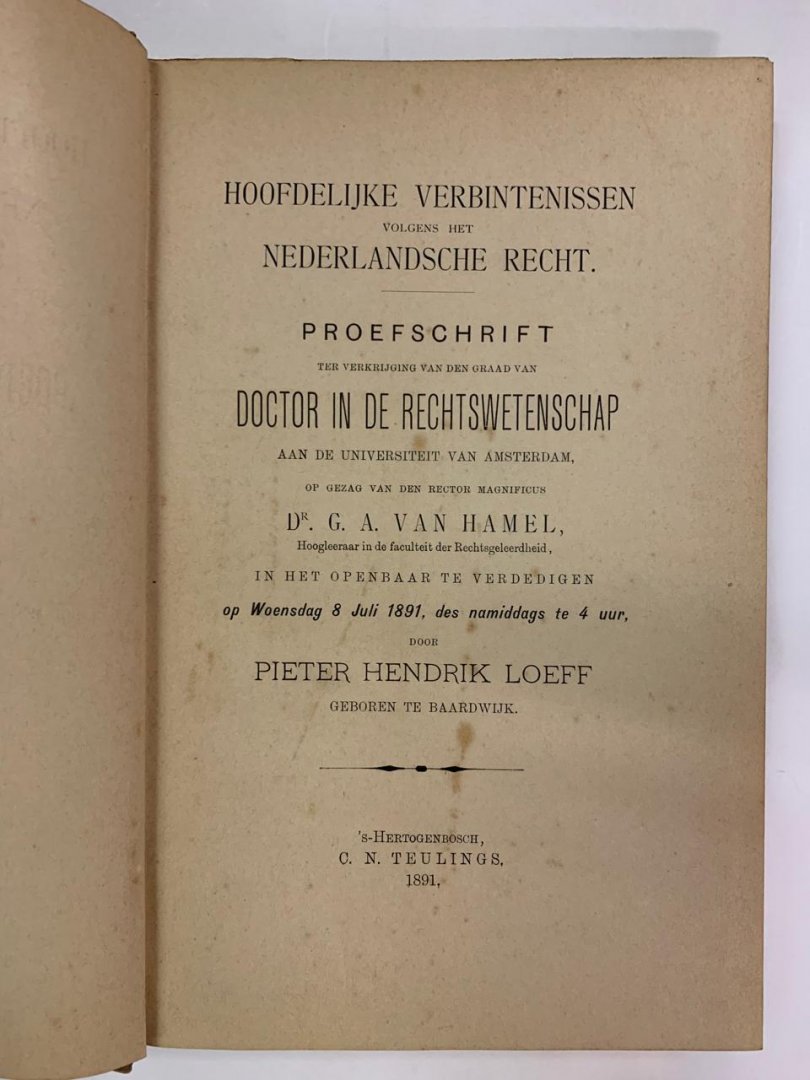 HOOFDELIJKE VERBINTENISSEN
VOLGENS HET
NEDERLANDSCHE RECHT.
PROEFSCHRIFT
TER VERKRIJGING VAN DEN GRAAD VAN
DOCTOR IN DE RECHTSWETENSCHAP
AAN DE UNIVERSITEIT VAN AMSTERDAM,
OP GEZAG VAN DEN RECTOR MAGNIFICUS
DR. G. A. VAN HAMEL,
Hoogleeraar in de faculteit der Rechtsgeleerdheid,
IN HET OPENBAAR TE VERDEDIGEN
op Woensdag 8 Juli 1891, des namiddags te 4 uur,
DOOR
PIETER HENDRIK LOEFF
GEBOREN TE BAARDWIJK.
's-HERTOGENBOSCH,
C. N. TEULINGS,
1891,